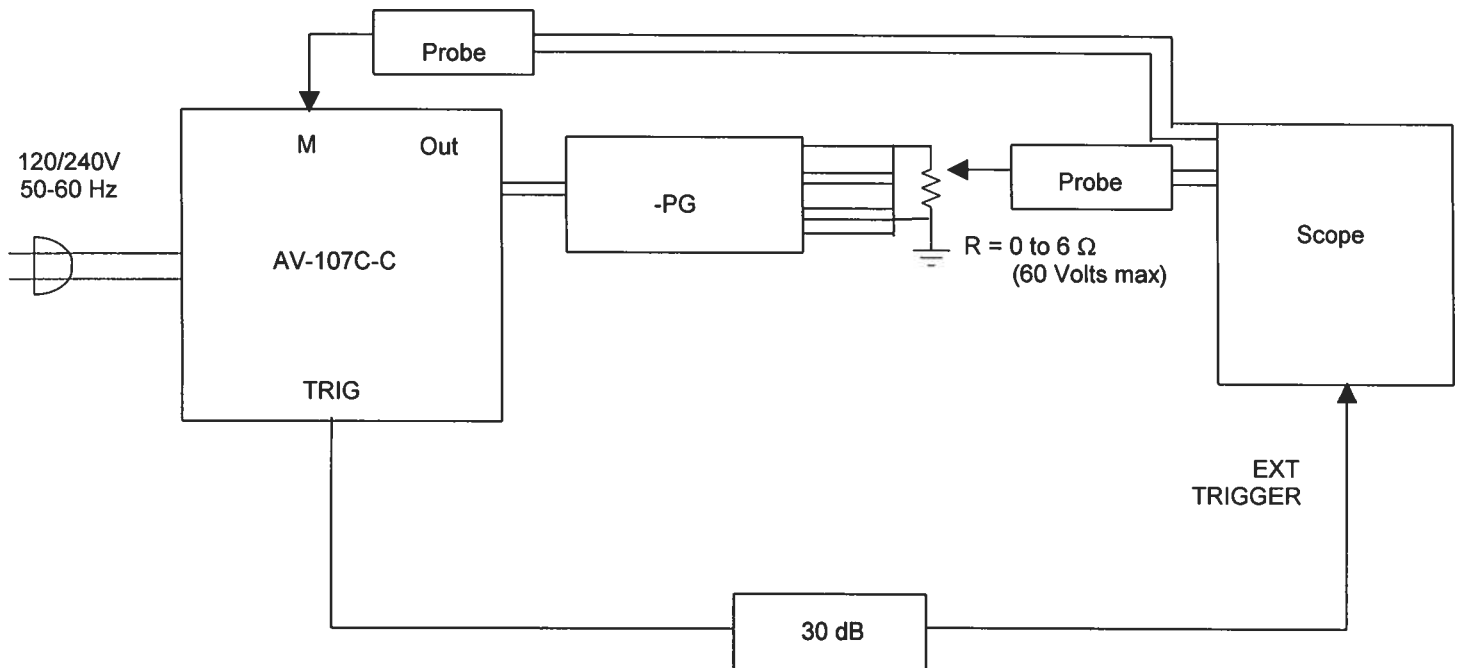 Probe
120/240V
50-60 Hz
M
Out
AV-107C-C
TRIG
-PG
Probe
R = 0 to 6 Ω
(60 Volts max)
Scope
EXT
TRIGGER
30 dB